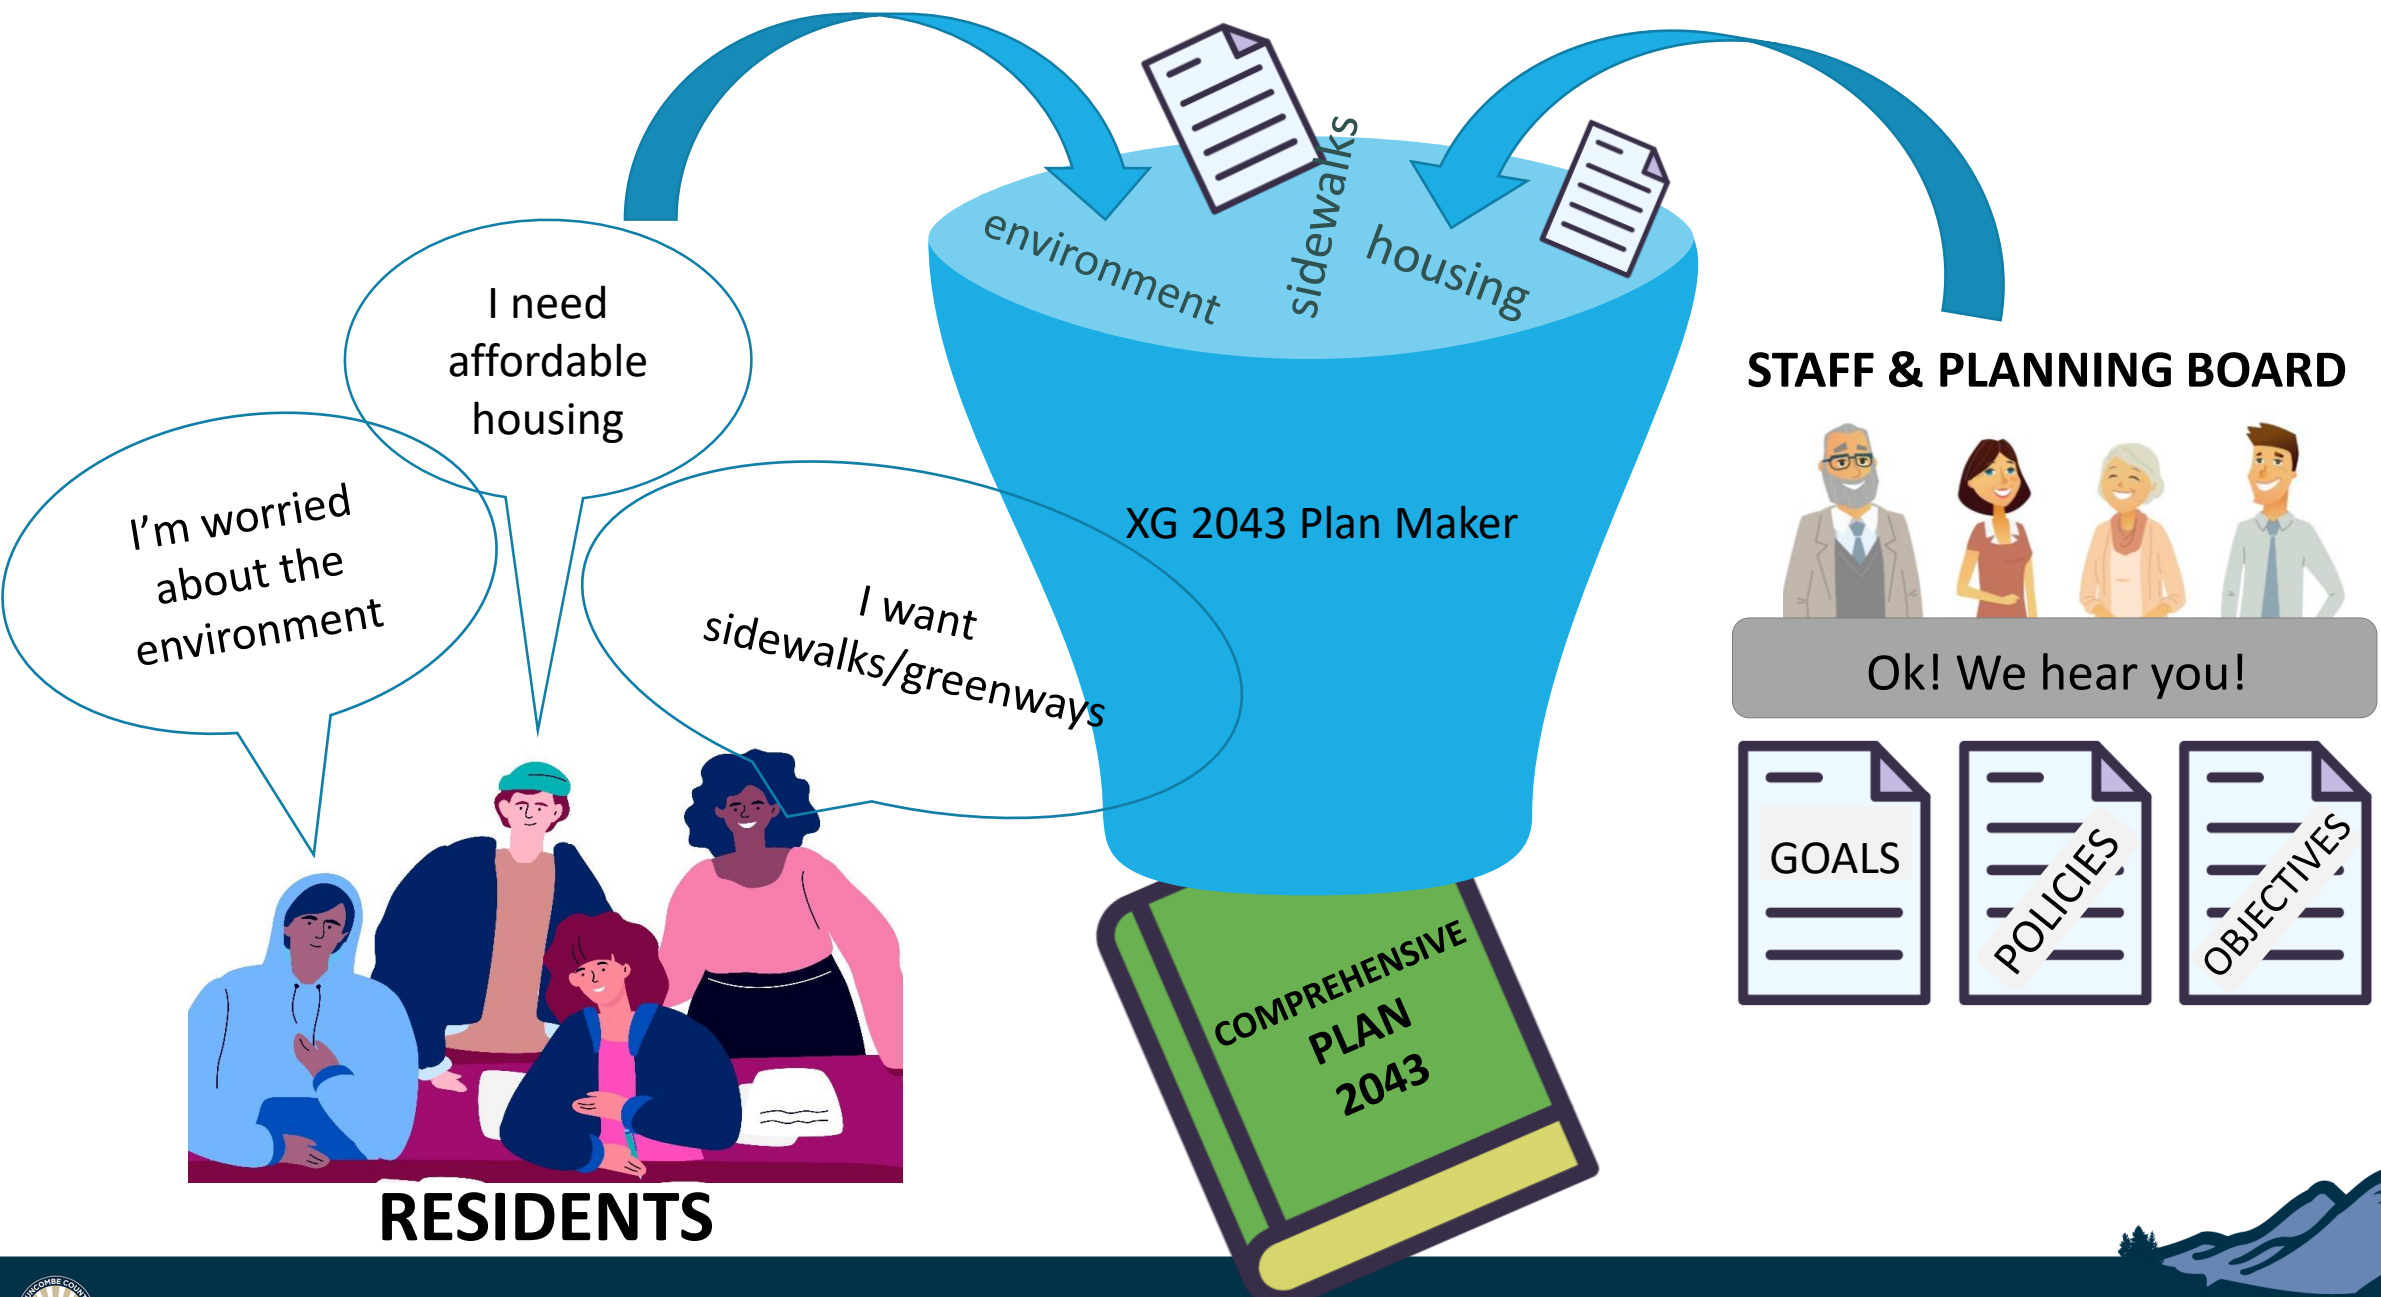 I need
affordable
housing
I'm worried
about the
environment
I want
sidewalks/greenways
RESIDENTS
environment
sidewalks
housing
XG 2043 Plan Maker
COMPREHENSIVE
PLAN
2043
STAFF & PLANNING BOARD
Ok! We hear you!
GOALS
POLICIES
OBJECTIVES